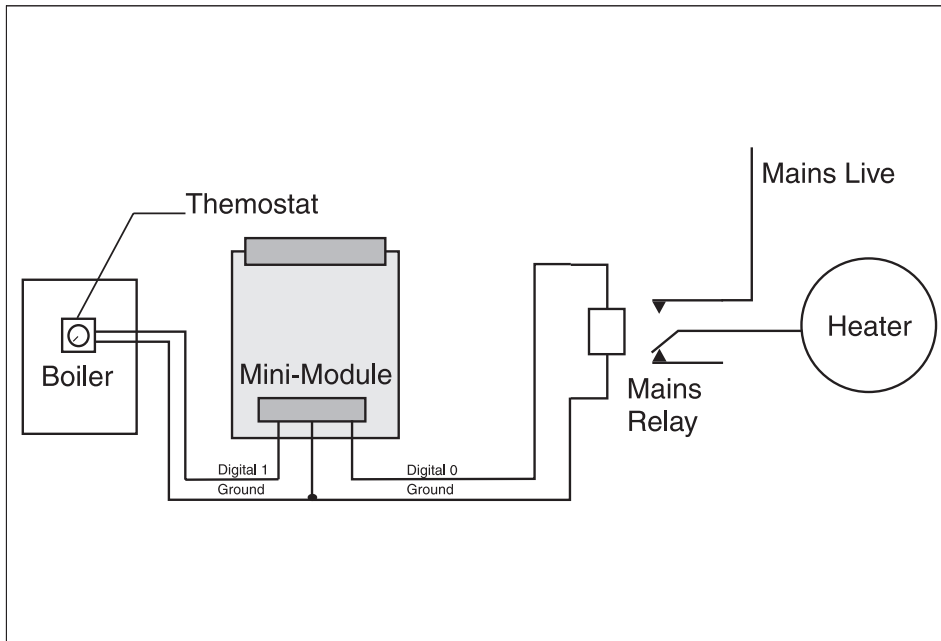 Mains Live
Themostat
Heater
Boiler
Mini-Module
Mains
Relay
Digital 1
Digital 0
Ground
Ground